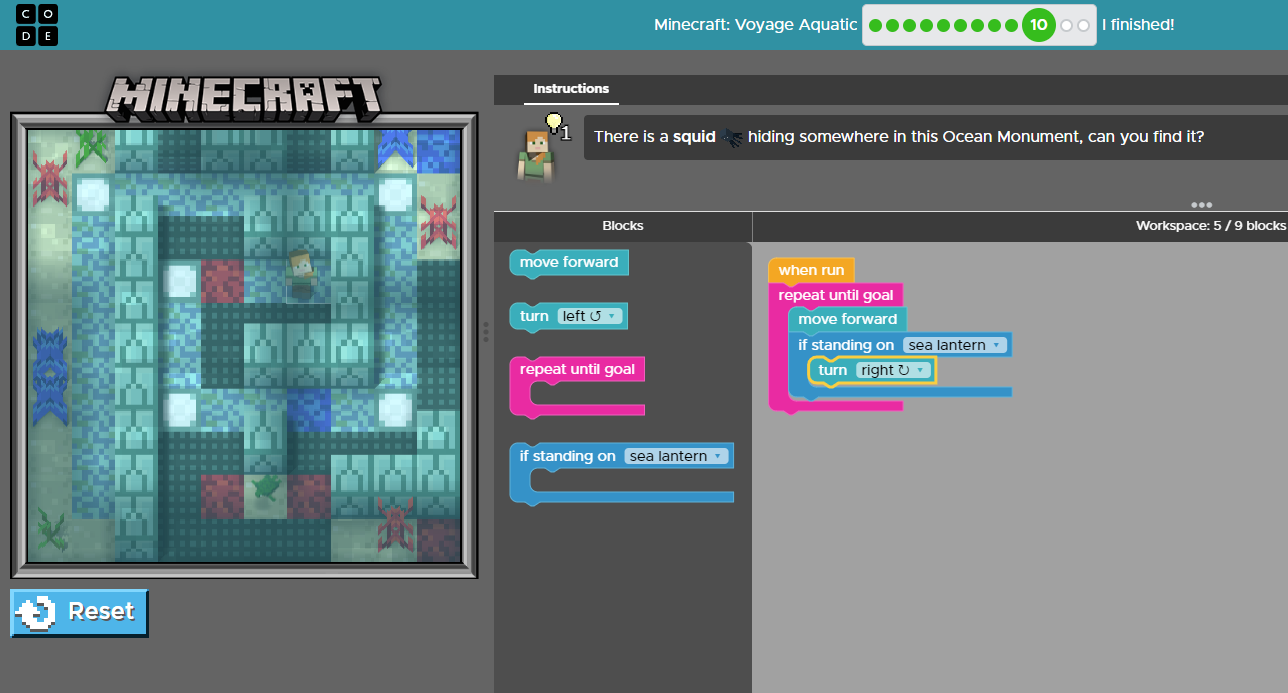 C O
D E
Minecraft: Voyage Aquatic
10
I finished!
MINECRAFT
Instructions
1
There is a squid hiding somewhere in this Ocean Monument, can you find it?
Blocks
Workspace: 5 / 9 blocks
move forward
turn left ↺
repeat until goal
if standing on sea lantern
when run
repeat until goal
move forward
if standing on sea lantern
turn right ↻
Reset